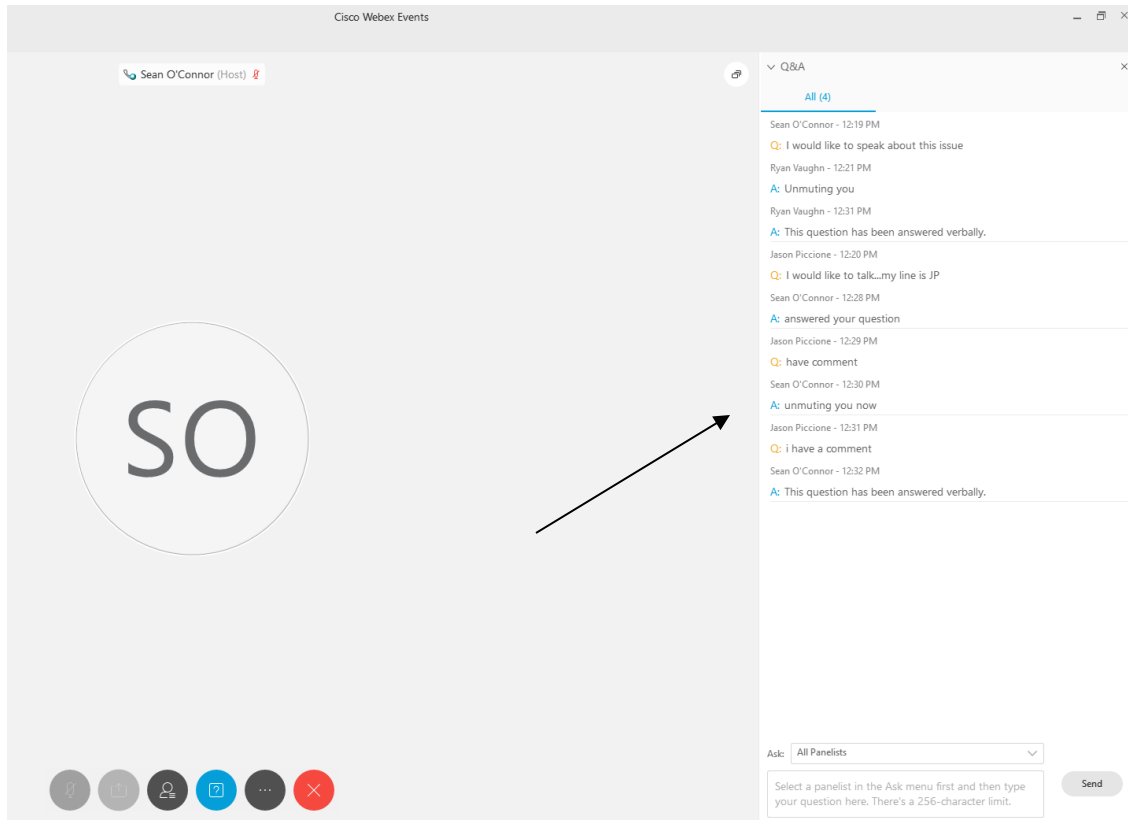 Cisco Webex Events
Sean O'Connor (Host)
Q&A
All (4)
Sean O'Connor - 12:19 PM
Q: I would like to speak about this issue
Ryan Vaughn - 12:21 PM
A: Unmuting you
Ryan Vaughn - 12:31 PM
A: This question has been answered verbally.
Jason Piccione - 12:20 PM
Q: I would like to talk...my line is JP
Sean O'Connor - 12:28 PM
A: answered your question
Jason Piccione - 12:29 PM
Q: have comment
Sean O'Connor - 12:30 PM
A: unmuting you now
Jason Piccione - 12:31 PM
Q: i have a comment
Sean O'Connor - 12:32 PM
A: This question has been answered verbally.
SO
Ask: All Panelists
Select a panelist in the Ask menu first and then type
your question here. There's a 256-character limit.
Send